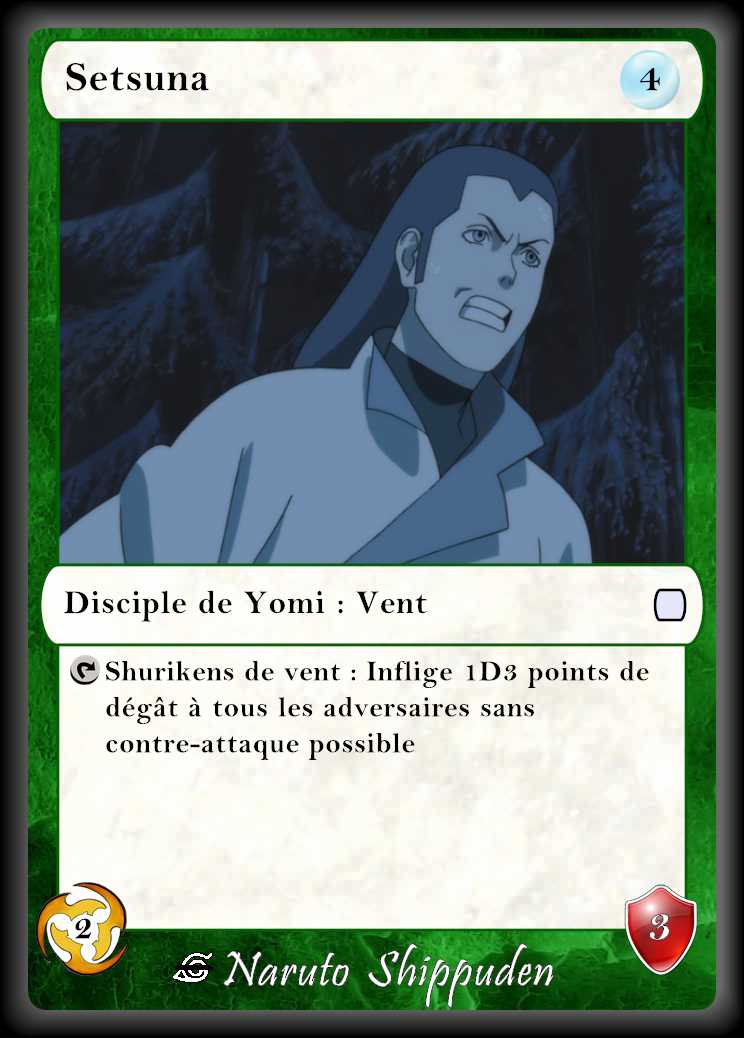 Setsuna
4
Disciple de Yomi : Vent
Shurikens de vent : Inflige 1D3 points de
dégât à tous les adversaires sans
contre-attaque possible
2
3
Naruto Shippuden